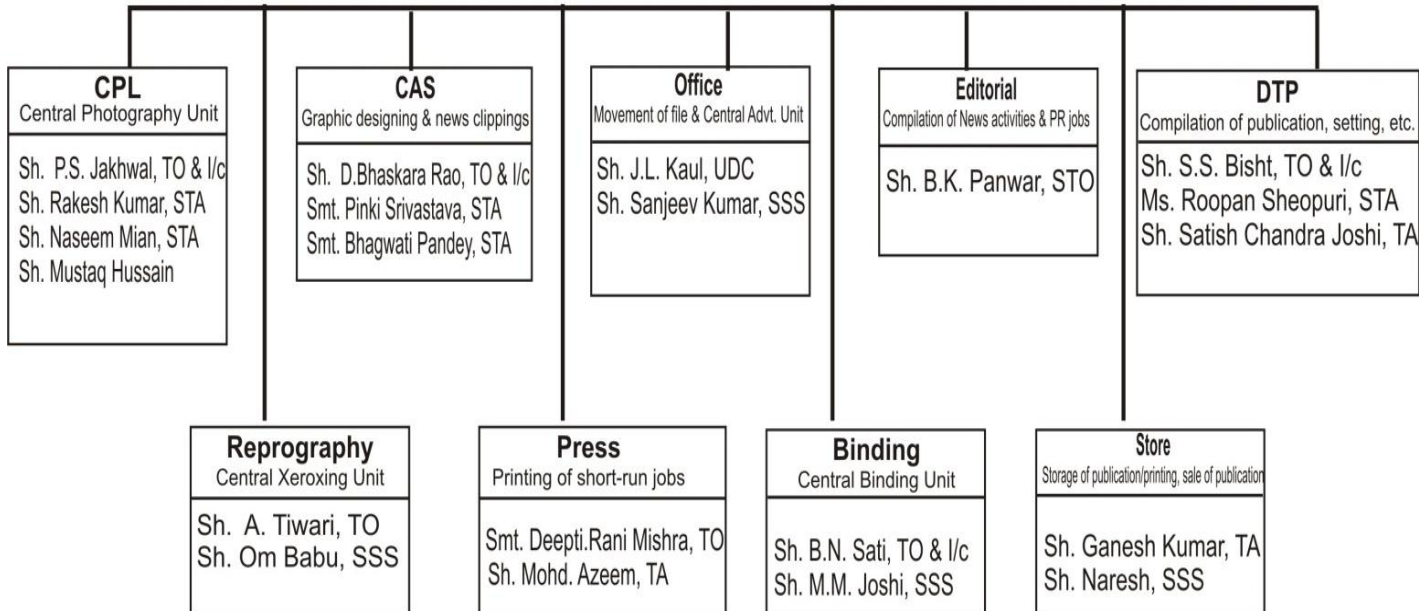 CPL
Central Photography Unit
Sh. P.S. Jakhwal, TO & I/c
Sh. Rakesh Kumar, STA
Sh. Naseem Mian, STA
Sh. Mustaq Hussain
CAS
Graphic designing & news clippings
Sh. D.Bhaskara Rao, TO & I/c
Smt. Pinki Srivastava, STA
Smt. Bhagwati Pandey, STA
Office
Movement of file & Central Advt. Unit
Sh. J.L. Kaul, UDC
Sh. Sanjeev Kumar, SSS
Editorial
Compilation of News activities & PR jobs
Sh. B.K. Panwar, STO
DTP
Compilation of publication, setting, etc.
Sh. S.S. Bisht, TO & I/c
Ms. Roopan Sheopuri, STA
Sh. Satish Chandra Joshi, TA
Reprography
Central Xeroxing Unit
Sh. A. Tiwari, TO
Sh. Om Babu, SSS
Press
Printing of short-run jobs
Smt. Deepti.Rani Mishra, TO
Sh. Mohd. Azeem, TA
Binding
Central Binding Unit
Sh. B.N. Sati, TO & I/c
Sh. M.M. Joshi, SSS
Store
Storage of publication/printing, sale of publication
Sh. Ganesh Kumar, TA
Sh. Naresh, SSS